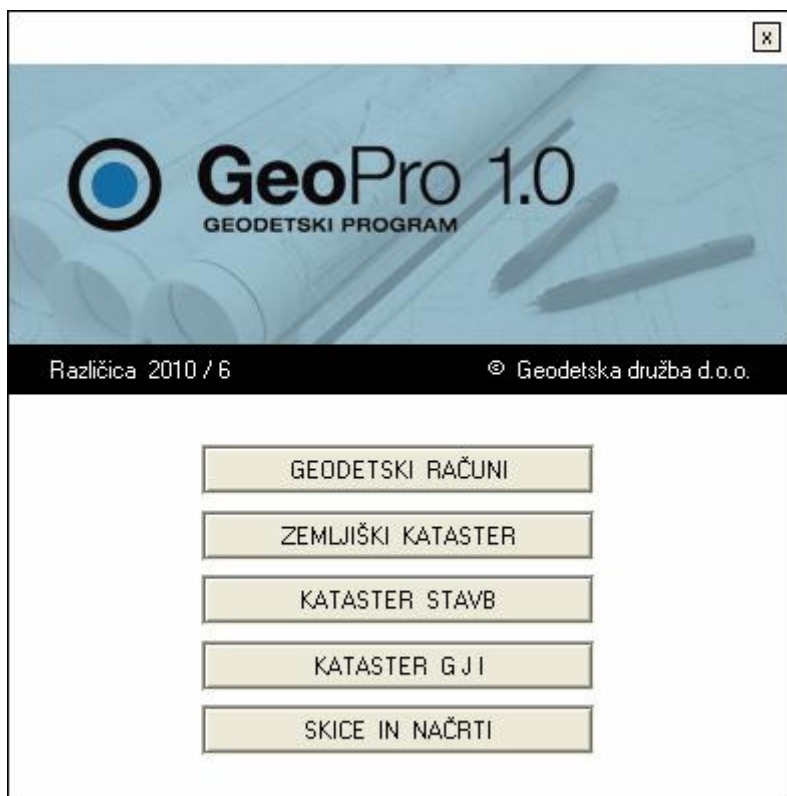 x
GeoPro 1.0
GEODETSKI PROGRAM
Različica 2010 / 6 © Geodetska družba d.o.o.
GEODETSKI RAČUNI
ZEMLJIŠKI KATASTER
KATASTER STAVB
KATASTER G J I
SKICE IN NAČRTI